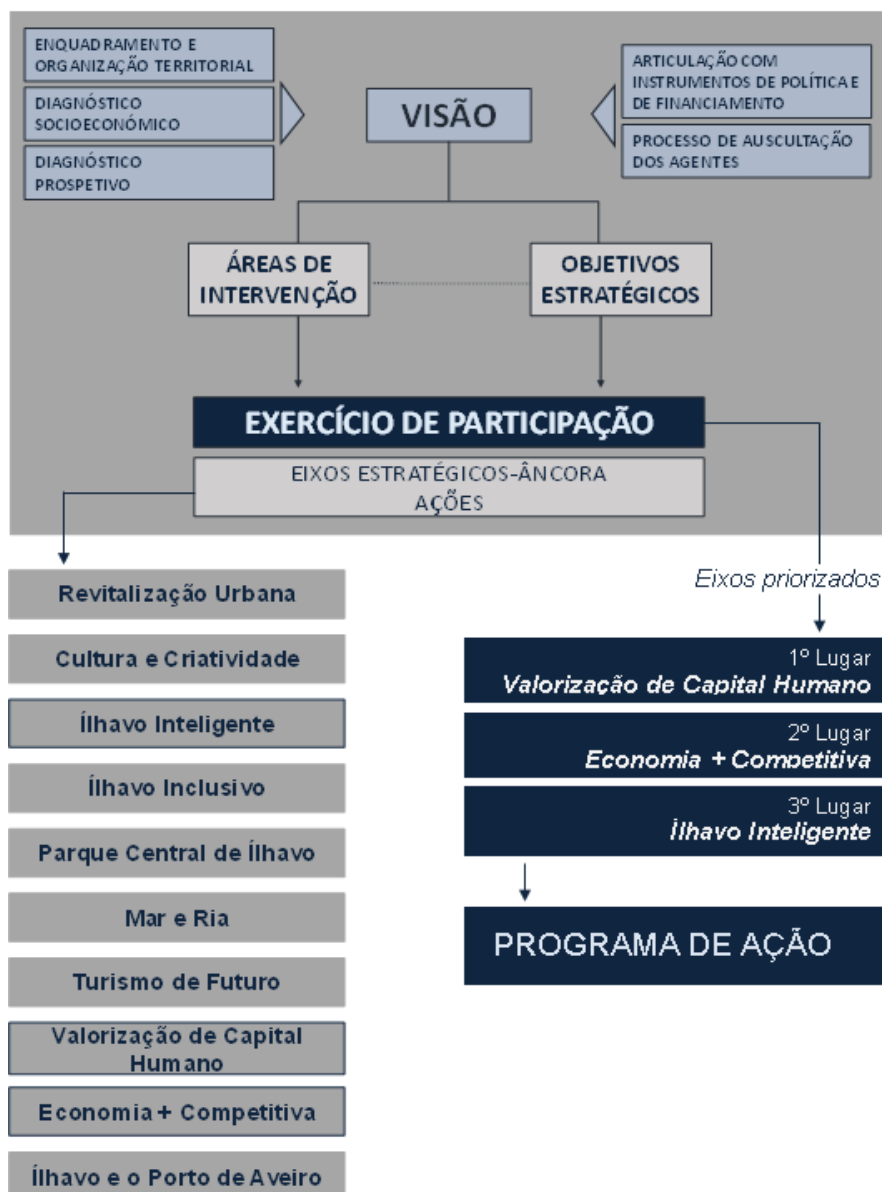 ENQUADRAMENTO E
ORGANIZAÇÃO TERRITORIAL
DIAGNÓSTICO
SOCIOECONÓMICO
DIAGNÓSTICO
PROSPETIVO
VISÃO
ARTICULAÇÃO COM
INSTRUMENTOS DE POLÍTICA E
DE FINANCIAMENTO
PROCESSO DE AUSCULTAÇÃO
DOS AGENTES
ÁREAS DE
INTERVENÇÃO
OBJETIVOS
ESTRATÉGICOS
EXERCÍCIO DE PARTICIPAÇÃO
EIXOS ESTRATÉGICOS-ÂNCORA
AÇÕES
Revitalização Urbana
Cultura e Criatividade
Ílhavo Inteligente
Ílhavo Inclusivo
Parque Central de Ílhavo
Mar e Ria
Turismo de Futuro
Valorização de Capital
Humano
Economia + Competitiva
Ílhavo e o Porto de Aveiro
Eixos priorizados
1º Lugar
Valorização de Capital Humano
2º Lugar
Economia + Competitiva
3º Lugar
Ílhavo Inteligente
PROGRAMA DE AÇÃO